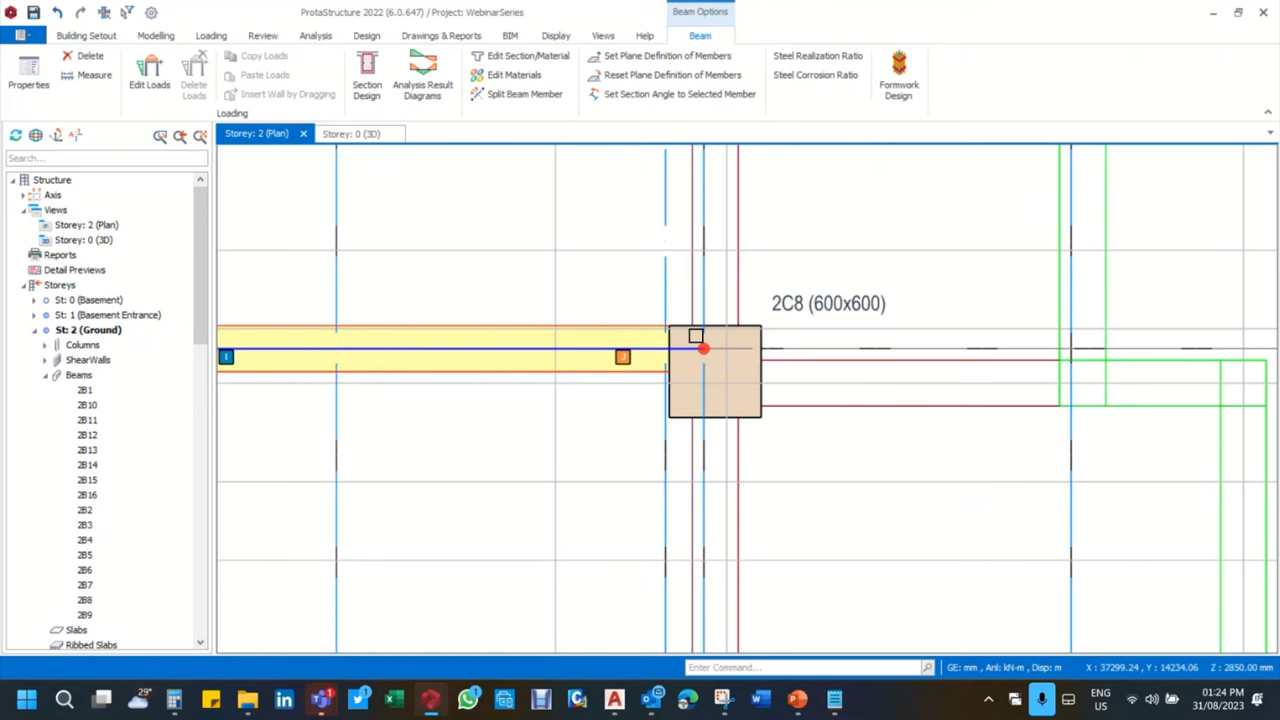 ProtaStructure 2022 (6.0.647) / Project: WebinarSeries
Beam Options
Building Setout
Modelling
Loading
Review
Analysis
Design
Drawings & Reports
BIM
Display
Views
Help
Beam
Properties
Delete
Measure
Edit Loads
Delete
Loads
Copy Loads
Paste Loads
Insert Wall by Dragging
Loading
Section
Design
Analysis Result
Diagrams
Edit Section/Material
Edit Materials
Split Beam Member
Set Plane Definition of Members
Reset Plane Definition of Members
Set Section Angle to Selected Member
Steel Realization Ratio
Steel Corrosion Ratio
Formwork
Design
Storey: 2 (Plan)
Storey: 0 (3D)
Search...
Structure
Axis
Views
Storey: 2 (Plan)
Storey: 0 (3D)
Reports
Detail Previews
Storeys
St: 0 (Basement)
St: 1 (Basement Entrance)
St: 2 (Ground)
Columns
ShearWalls
Beams
2B1
2B10
2B11
2B12
2B13
2B14
2B15
2B16
2B2
2B3
2B4
2B5
2B6
2B7
2B8
2B9
Slabs
Ribbed Slabs
2C8 (600x600)
I
J
Enter Command...
GE: mm, Anl: kN-m, Disp: m
X : 37299.24, Y : 14234.06
Z : 2850.00 mm
29°
1
1
ENG
US
01:24 PM
31/08/2023